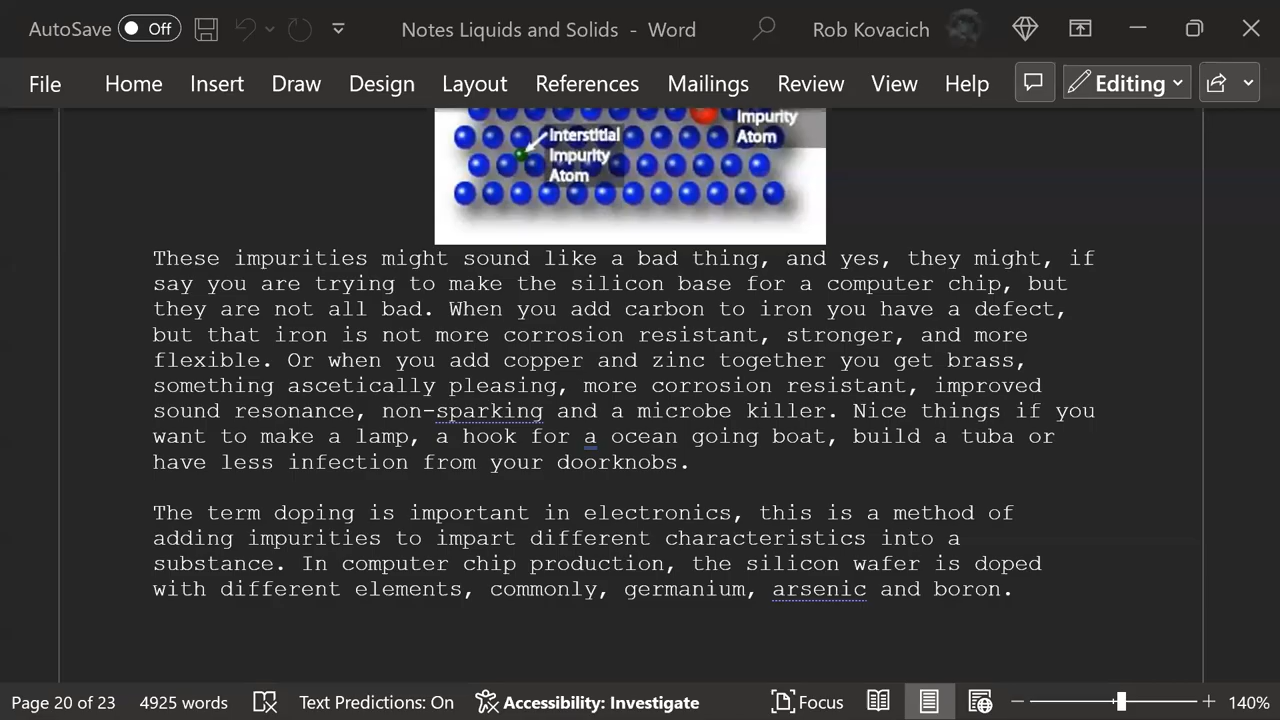 AutoSave Off Notes Liquids and Solids - Word Rob Kovacich
File Home Insert Draw Design Layout References Mailings Review View Help Editing
Impurity
Atom
Interstitial
Impurity
Atom
These impurities might sound like a bad thing, and yes, they might, if
say you are trying to make the silicon base for a computer chip, but
they are not all bad. When you add carbon to iron you have a defect,
but that iron is not more corrosion resistant, stronger, and more
flexible. Or when you add copper and zinc together you get brass,
something ascetically pleasing, more corrosion resistant, improved
sound resonance, non-sparking and a microbe killer. Nice things if you
want to make a lamp, a hook for a ocean going boat, build a tuba or
have less infection from your doorknobs.
The term doping is important in electronics, this is a method of
adding impurities to impart different characteristics into a
substance. In computer chip production, the silicon wafer is doped
with different elements, commonly, germanium, arsenic and boron.
Page 20 of 23 4925 words Text Predictions: On Accessibility: Investigate Focus 140%